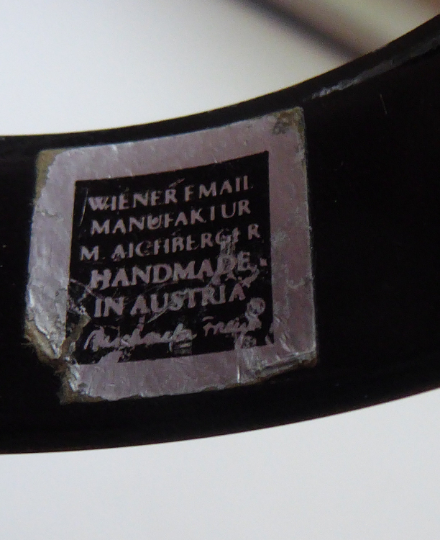 WIENER EMAIL
MANUFAKTUR
M. AICHBERGER
HANDMADE
IN AUSTRIA
®